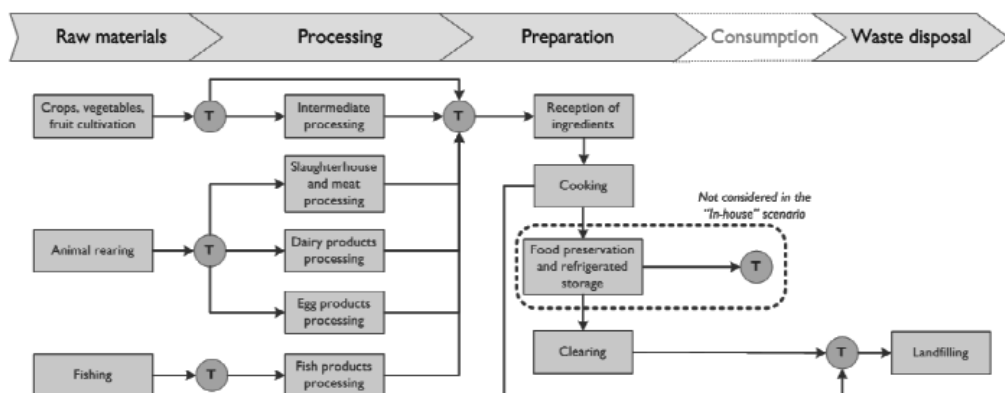 Raw materials
Processing
Preparation
Consumption
Waste disposal
Crops, vegetables,
fruit cultivation
T
Intermediate
processing
T
Reception of
ingredients
Slaughterhouse
and meat
processing
Cooking
Not considered in the
"In-house" scenario
Animal rearing
T
Dairy products
processing
Food preservation
and refrigerated
storage
T
Egg products
processing
Clearing
T
Landfilling
Fishing
T
Fish products
processing